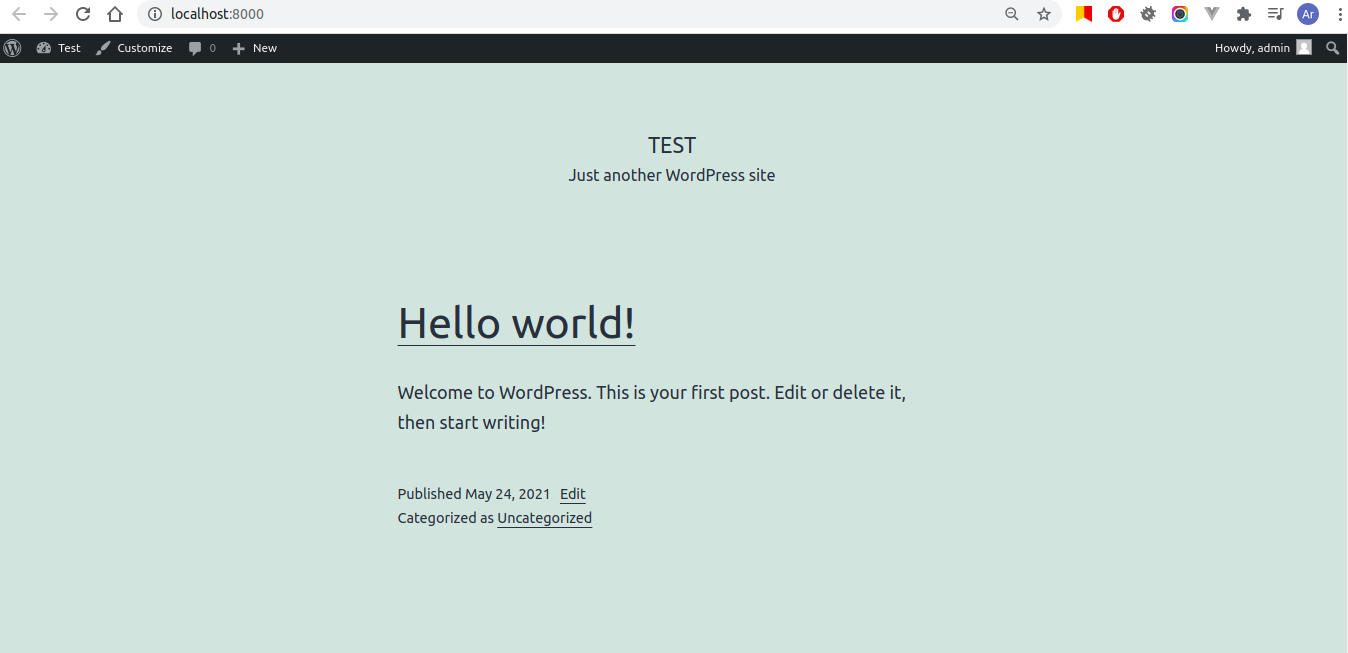 localhost:8000
Ar
Test Customize 0 New Howdy, admin
TEST
Just another WordPress site
Hello world!
Welcome to WordPress. This is your first post. Edit or delete it,
then start writing!
Published May 24, 2021 Edit
Categorized as Uncategorized